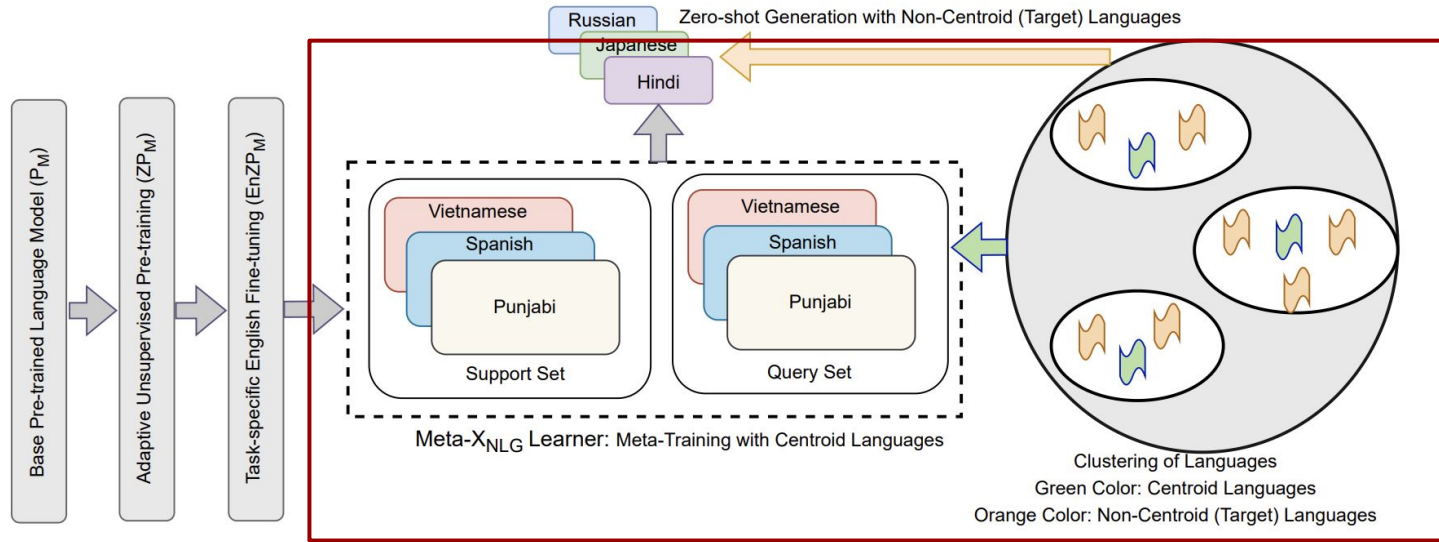 Base Pre-trained Language Model (PM)
Adaptive Unsupervised Pre-training (ZPM)
Task-specific English Fine-tuning (EnZPM)
Russian
Japanese
Hindi
Zero-shot Generation with Non-Centroid (Target) Languages
Vietnamese
Spanish
Punjabi
Support Set
Vietnamese
Spanish
Punjabi
Query Set
Meta-XNLG Learner: Meta-Training with Centroid Languages
Clustering of Languages
Green Color: Centroid Languages
Orange Color: Non-Centroid (Target) Languages